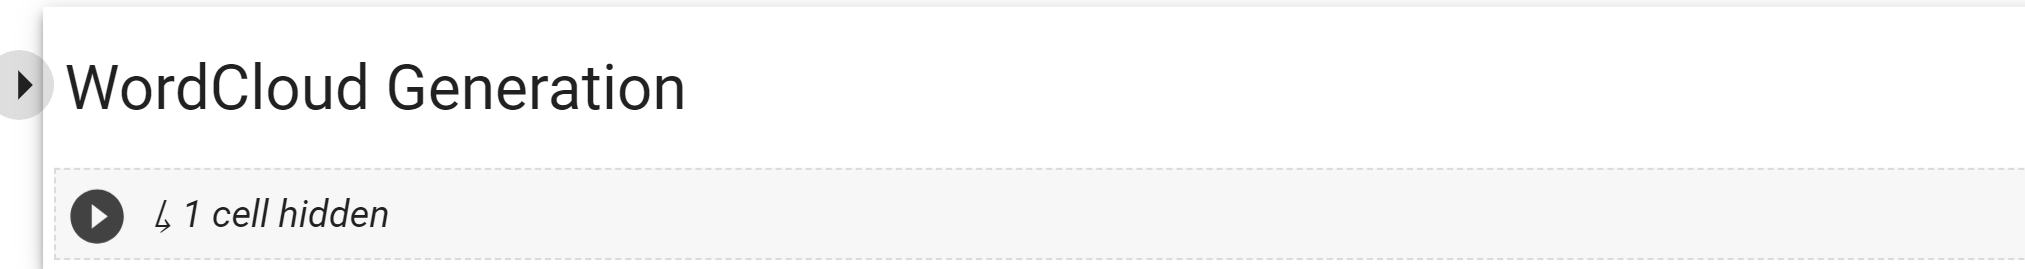 WordCloud Generation
↳ 1 cell hidden